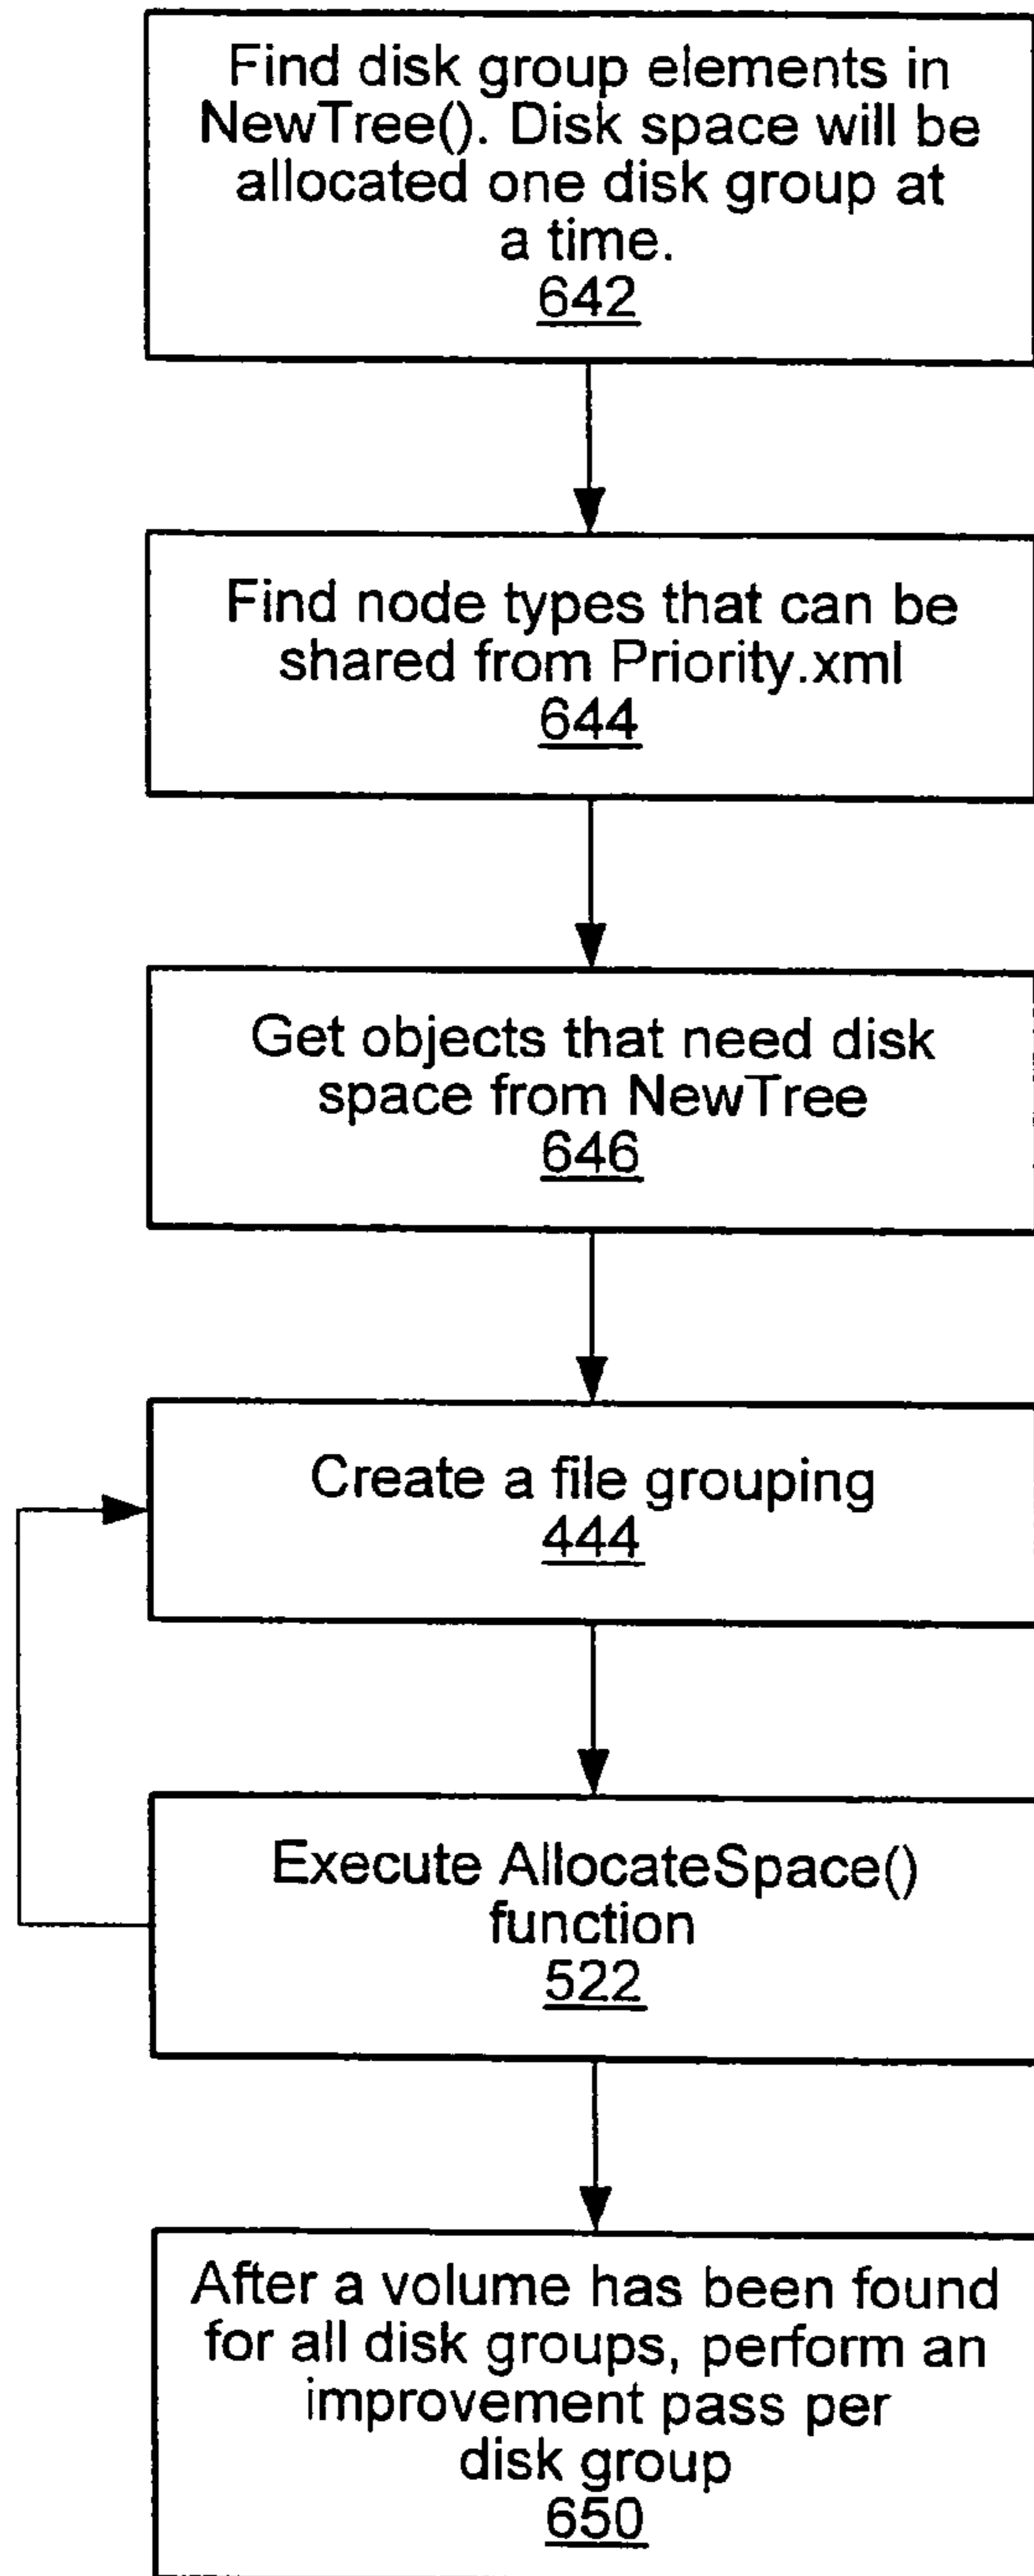 Find disk group elements in
NewTree(). Disk space will be
allocated one disk group at
a time.
642
Find node types that can be
shared from Priority.xml
644
Get objects that need disk
space from NewTree
646
Create a file grouping
444
Execute AllocateSpace()
function
522
After a volume has been found
for all disk groups, perform an
improvement pass per
disk group
650